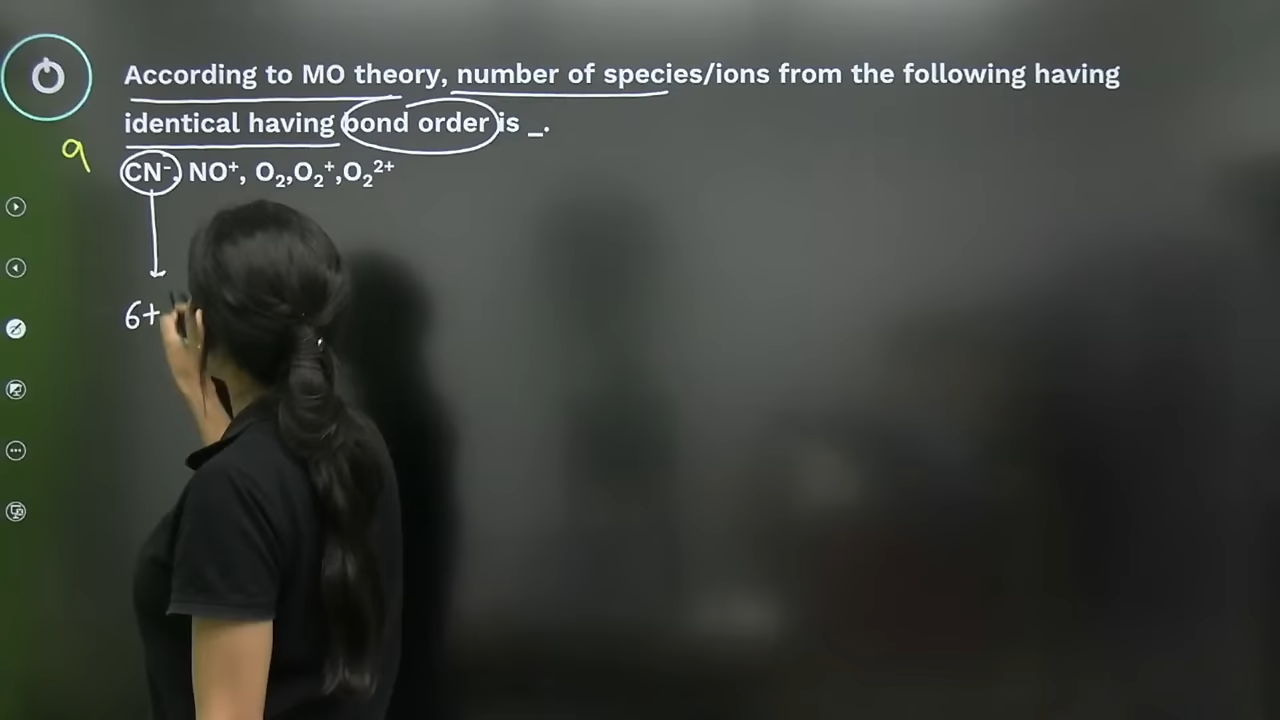 According to MO theory, number of species/ions from the following having
identical having bond order is _.
9
CN⁻, NO⁺, O₂,O₂⁺,O₂²⁺
6+